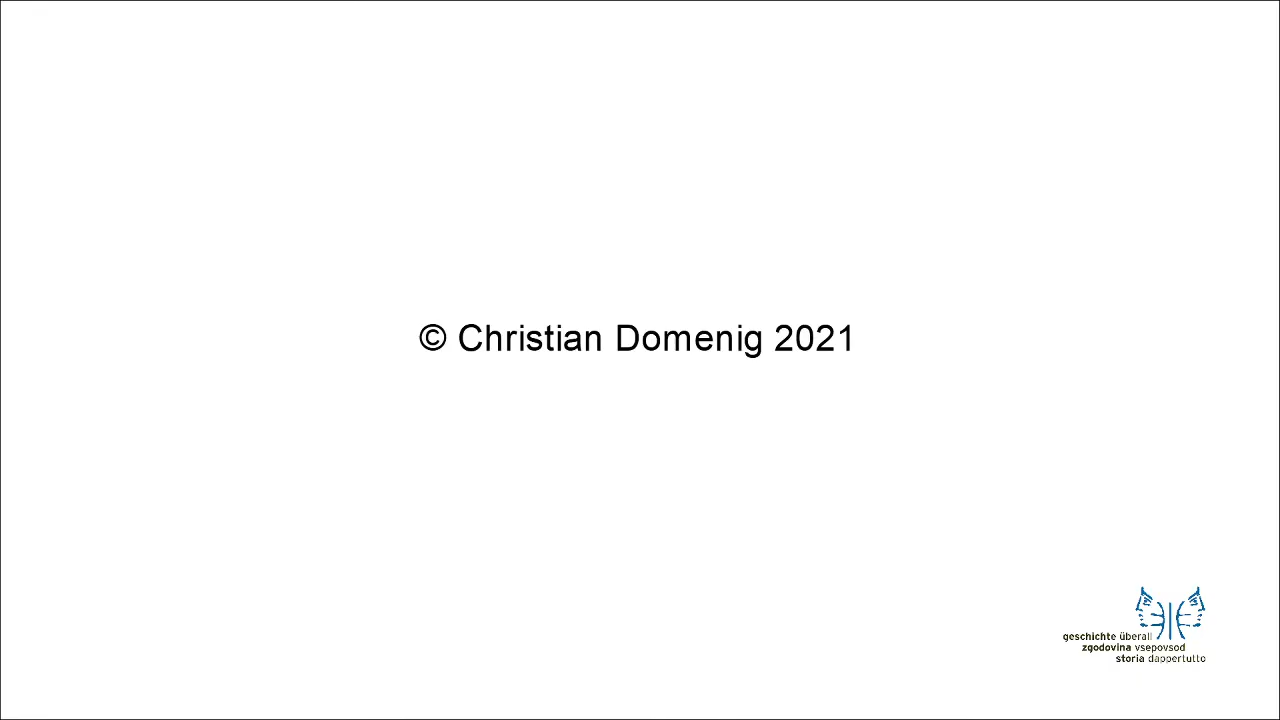 © Christian Domenig 2021
geschichte überall
zgodovina vsepovsod
storia dappertutto